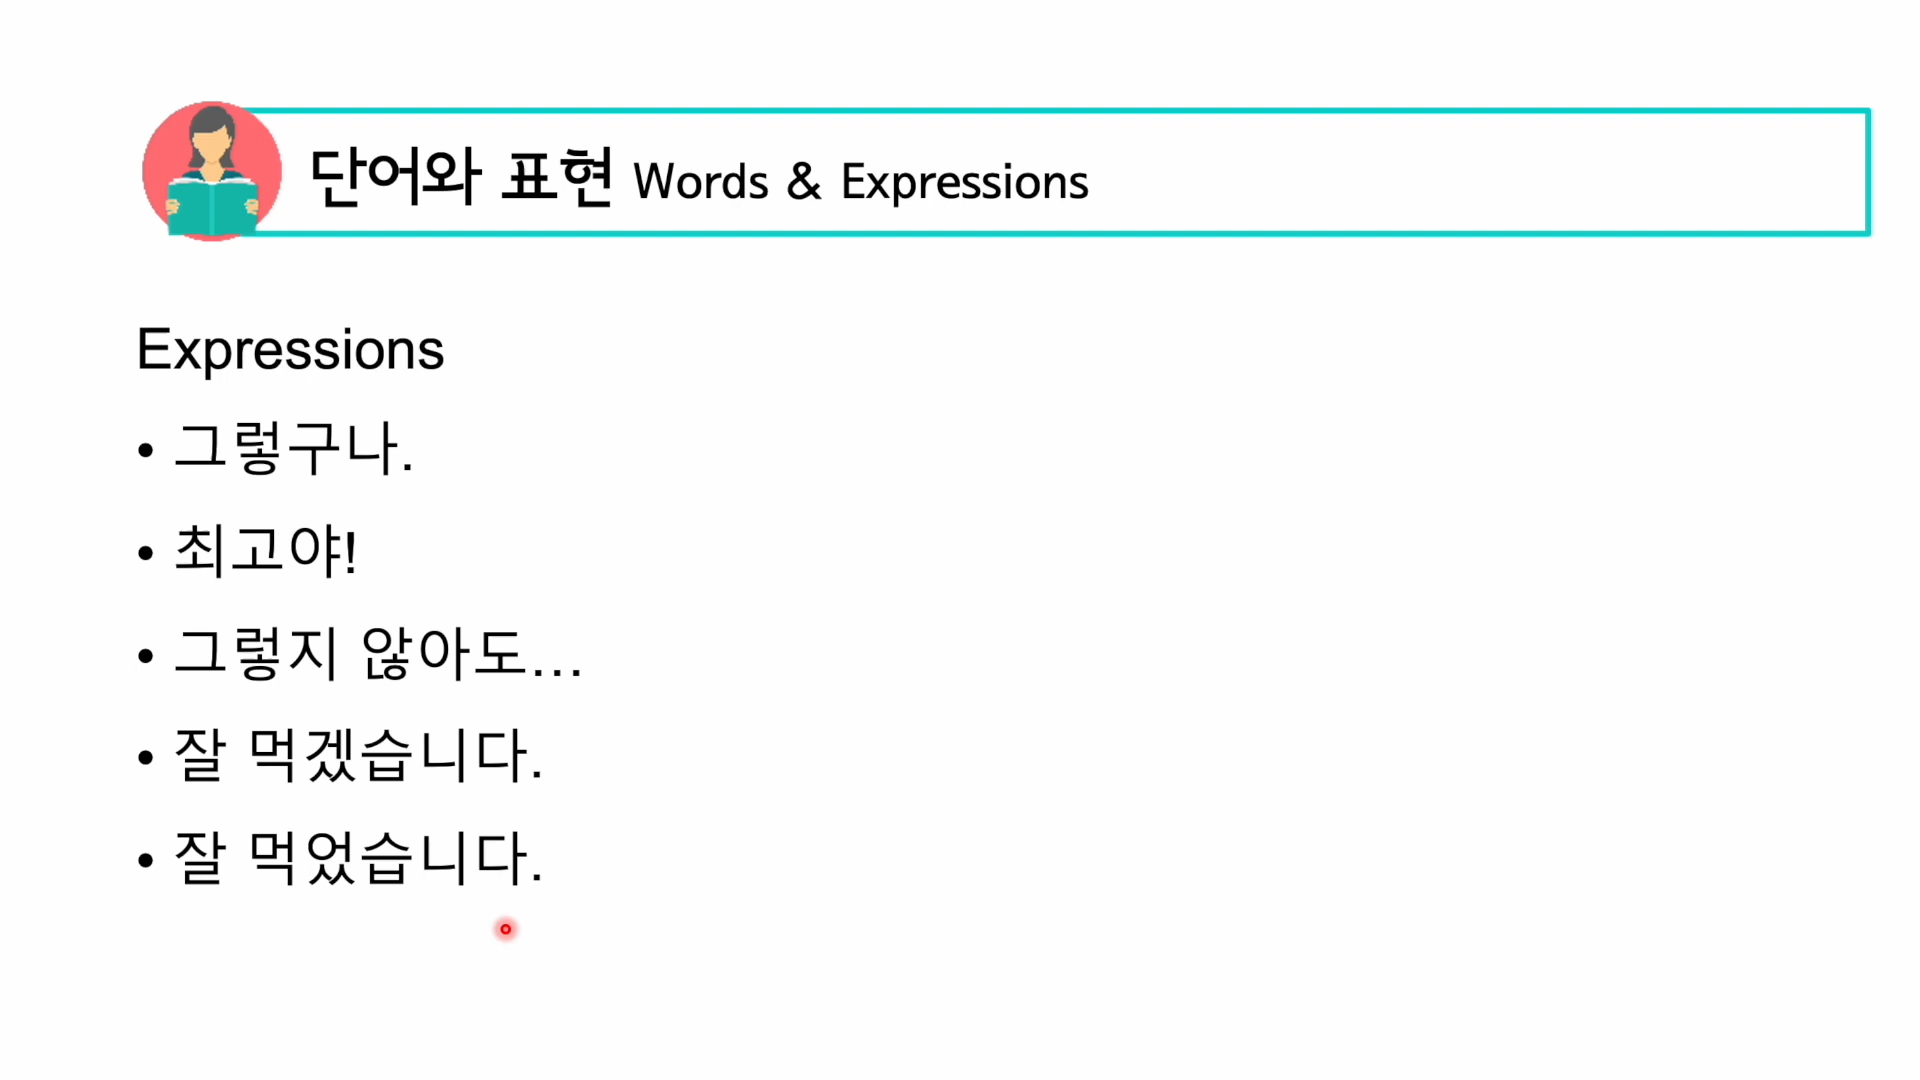 단어와 표현 Words & Expressions
Expressions
• 그렇구나.
• 최고야!
• 그렇지 않아도...
• 잘 먹겠습니다.
• 잘 먹었습니다.